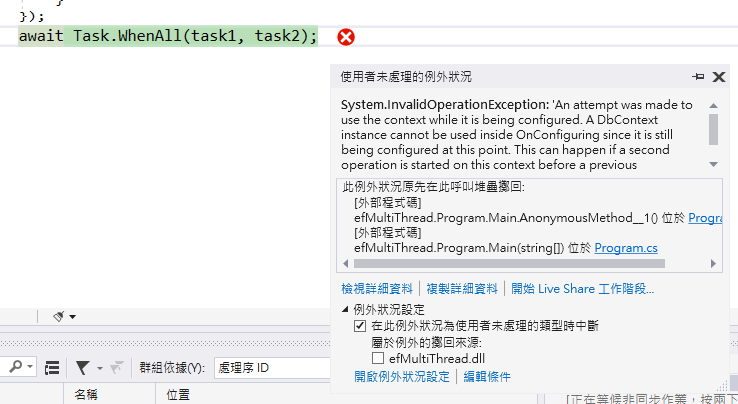 }
});
await Task.WhenAll(task1, task2);
使用者未處理的例外狀況
System.InvalidOperationException: 'An attempt was made to
use the context while it is being configured. A DbContext
instance cannot be used inside OnConfiguring since it is still
being configured at this point. This can happen if a second
operation is started on this context before a previous
此例外狀況原先在此呼叫堆疊擲回:
[外部程式碼]
efMultiThread.Program.Main.AnonymousMethod__1() 位於 Progr
[外部程式碼]
efMultiThread.Program.Main(string[]) 位於 Program.cs
檢視詳細資料 | 複製詳細資料 | 開始 Live Share 工作階段...
例外狀況設定
在此例外狀況為使用者未處理的類型時中斷
屬於例外的擲回來源:
efMultiThread.dll
開啟例外狀況設定 | 編輯條件
群組依據(Y): 處理序 ID
名稱 位置
[正在等候非同步作業，按兩下